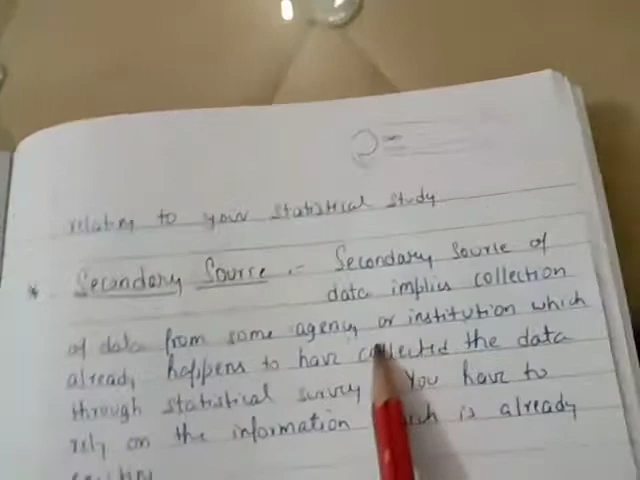 relating to your statistical study
* Secondary Source :- Secondary Source of
data implies collection
of data from some agency or institution which
already happens to have collected the data
through statistical survey You have to
rely on the information which is already